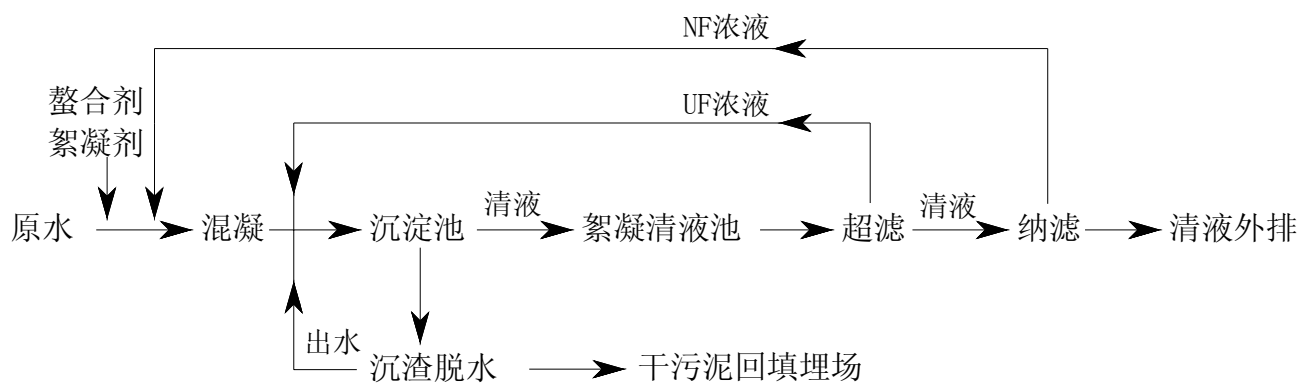 NF浓液
螯合剂
絮凝剂
UF浓液
原水
混凝
沉淀池
清液
絮凝清液池
超滤
清液
纳滤
清液外排
出水
沉渣脱水
干污泥回填埋场